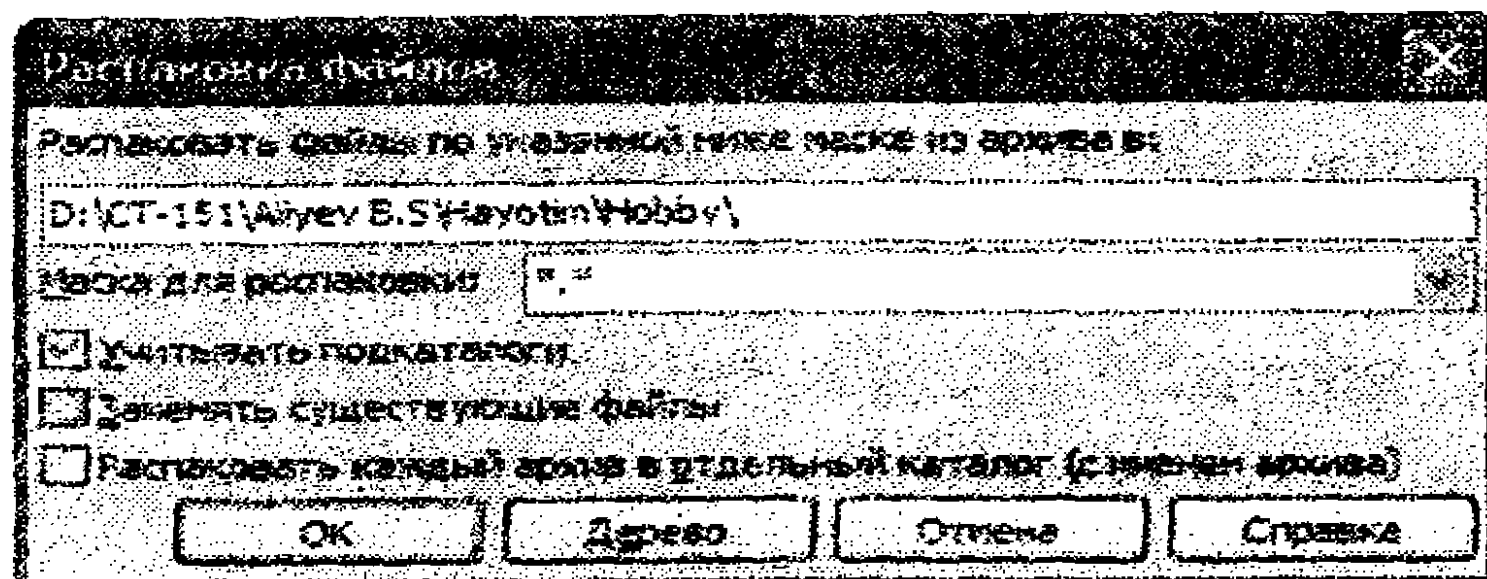 Распаковка файлов
Распаковать файлы по указанной ниже маске из архива в:
D:\CT-151\Aliyev B.S\Hayotim\Hobby\
Маска для распаковки: *.*
Учитывать подкаталоги
Заменять существующие файлы
Распаковать каждый архив в отдельный каталог (с именем архива)
ОК Дерево Отмена Справка